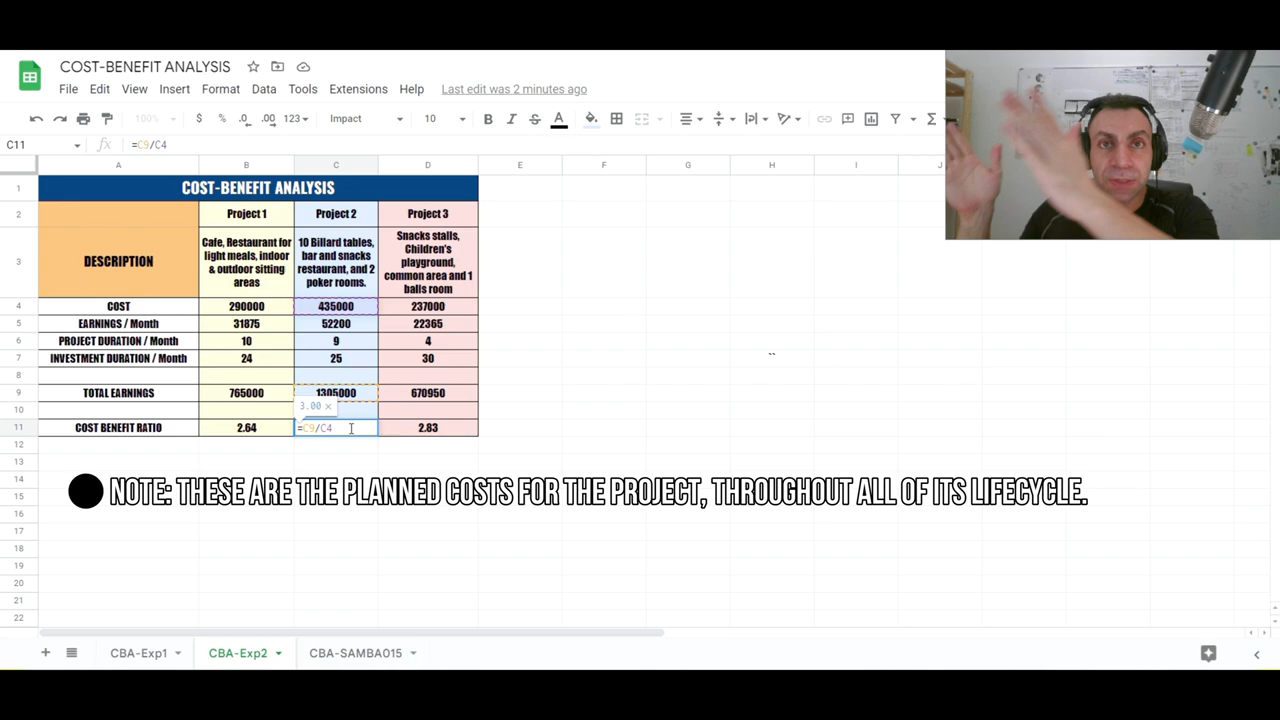 COST-BENEFIT ANALYSIS
File Edit View Insert Format Data Tools Extensions Help Last edit was 2 minutes ago
100% $ % .0 .00 123 Impact 10 B I S A Σ
C11 fx =C9/C4
A B C D E F G H I J
1 COST-BENEFIT ANALYSIS
2 Project 1 Project 2 Project 3
3 DESCRIPTION
Cafe, Restaurant for
light meals, indoor
& outdoor sitting
areas
10 Billard tables,
bar and snacks
restaurant, and 2
poker rooms.
Snacks stalls,
Children's
playground,
common area and 1
balls room
4 COST 290000 435000 237000
5 EARNINGS / Month 31875 52200 22365
6 PROJECT DURATION / Month 10 9 4
7 INVESTMENT DURATION / Month 24 25 30 ``
8
9 TOTAL EARNINGS 765000 1305000 670950
10 3.00 ×
11 COST BENEFIT RATIO 2.64 =C9/C4 2.83
12
13
14
15
16
17
18
19
20
21
22
NOTE: THESE ARE THE PLANNED COSTS FOR THE PROJECT, THROUGHOUT ALL OF ITS LIFECYCLE.
CBA-Exp1 CBA-Exp2 CBA-SAMBA015